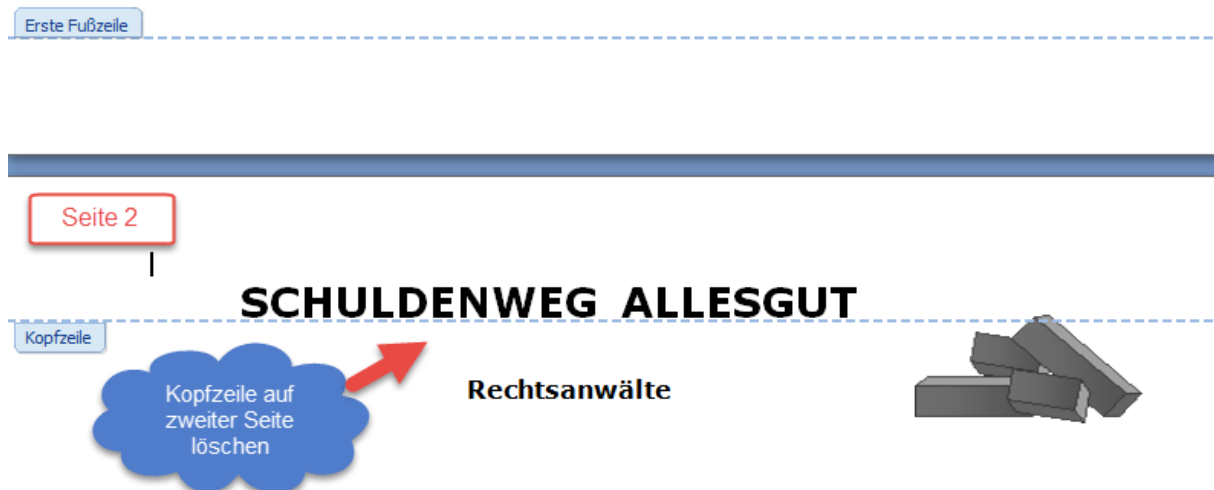 Erste Fußzeile
Seite 2
SCHULDENWEG ALLESGUT
Kopfzeile
Kopfzeile auf
zweiter Seite
löschen
Rechtsanwälte